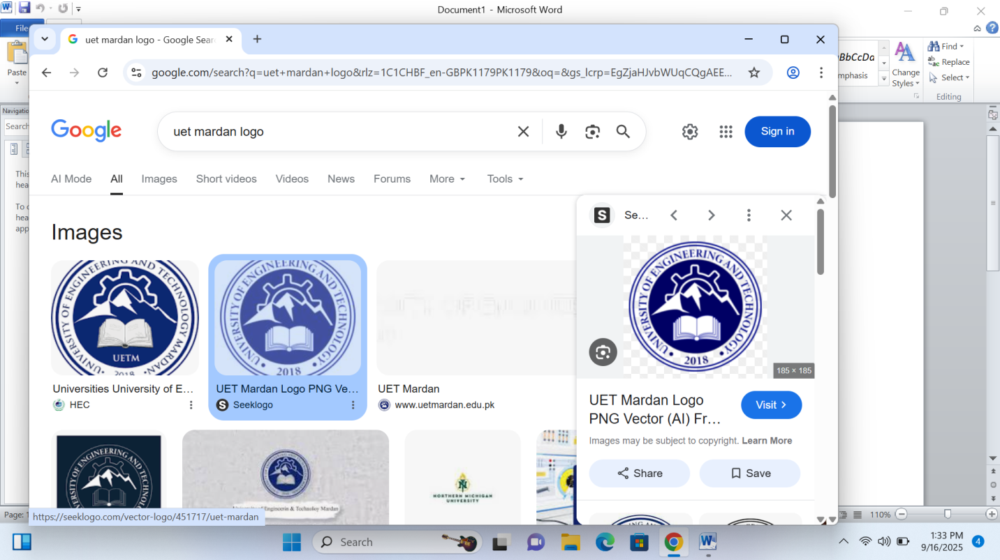 Document1 - Microsoft Word
File
uet mardan logo - Google Sear
google.com/search?q=uet+mardan+logo&rlz=1C1CHBF_en-GBPK1179PK1179&oq=&gs_lcrp=EgZjaHJvbWUqCQgAEE...
Paste
BbCcDd
mphasis
Change
Styles
Find
Replace
Select
Editing
Navigatio
Search
This
hea
To c
hea
app
Google
uet mardan logo
Sign in
AI Mode
All
Images
Short videos
Videos
News
Forums
More
Tools
Images
UNIVERSITY OF ENGINEERING AND TECHNOLOGY MARDAN
UETM
2018
Universities University of E...
HEC
UNIVERSITY OF ENGINEERING AND TECHNOLOGY
2018
UET Mardan Logo PNG Ve...
S Seeklogo
UET Mardan
www.uetmardan.edu.pk
UNIVERSITY OF ENGINEERING AND TECHNOLOGY
University of Engineering & Technoloy Mardan
NORTHERN MICHIGAN
UNIVERSITY
S Se...
UNIVERSITY OF ENGINEERING AND TECHNOLOGY
2018
185 × 185
UET Mardan Logo
PNG Vector (AI) Fr...
Visit
Images may be subject to copyright. Learn More
Share
Save
https://seeklogo.com/vector-logo/451717/uet-mardan
Page: 1
110%
Search
1:33 PM
9/16/2025
4